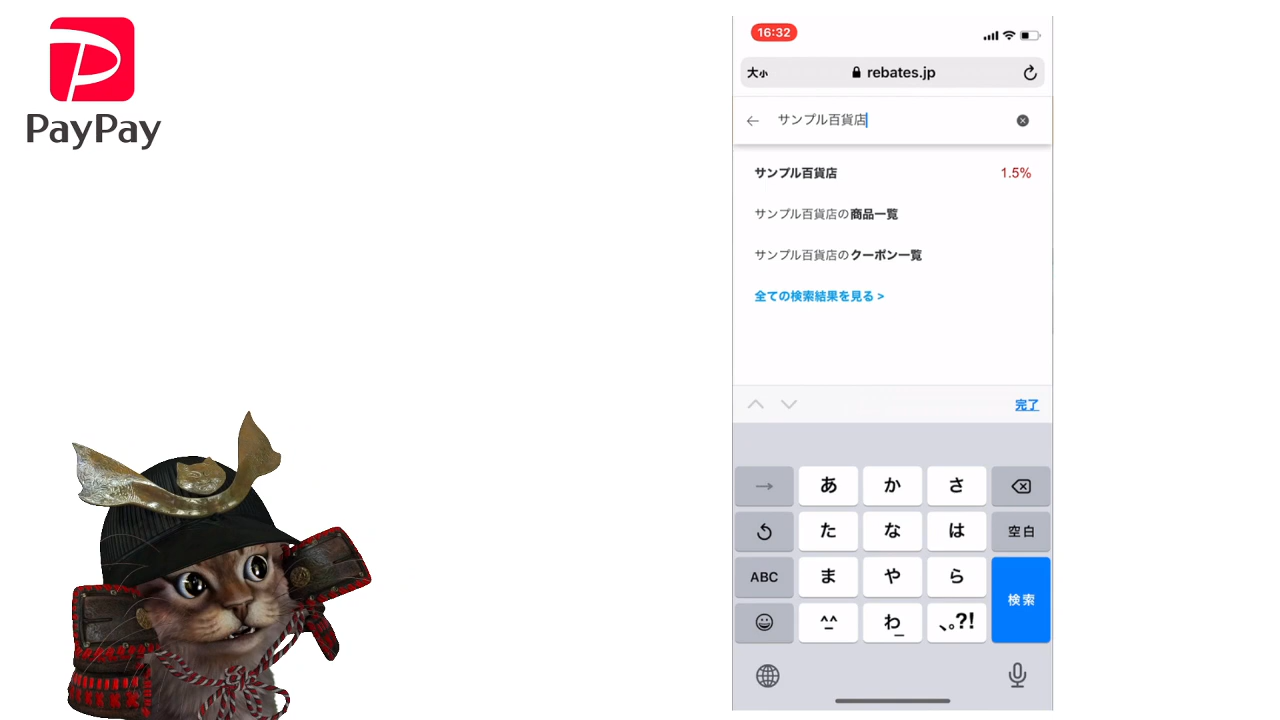 PayPay
16:32
大小
rebates.jp
サンプル百貨店
サンプル百貨店 1.5%
サンプル百貨店の商品一覧
サンプル百貨店のクーポン一覧
全ての検索結果を見る >
完了
→ あ か さ
た な は 空白
ABC ま や ら
検索
^^ わ_ 、。?!